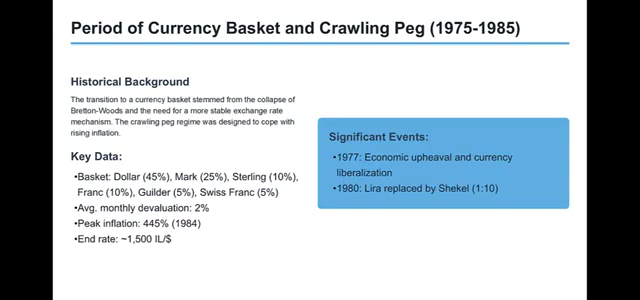 Period of Currency Basket and Crawling Peg (1975-1985)
Historical Background
The transition to a currency basket stemmed from the collapse of
Bretton-Woods and the need for a more stable exchange rate
mechanism. The crawling peg regime was designed to cope with
rising inflation.
Key Data:
•Basket: Dollar (45%), Mark (25%), Sterling (10%),
Franc (10%), Guilder (5%), Swiss Franc (5%)
•Avg. monthly devaluation: 2%
•Peak inflation: 445% (1984)
•End rate: ~1,500 IL/$
Significant Events:
•1977: Economic upheaval and currency
liberalization
•1980: Lira replaced by Shekel (1:10)